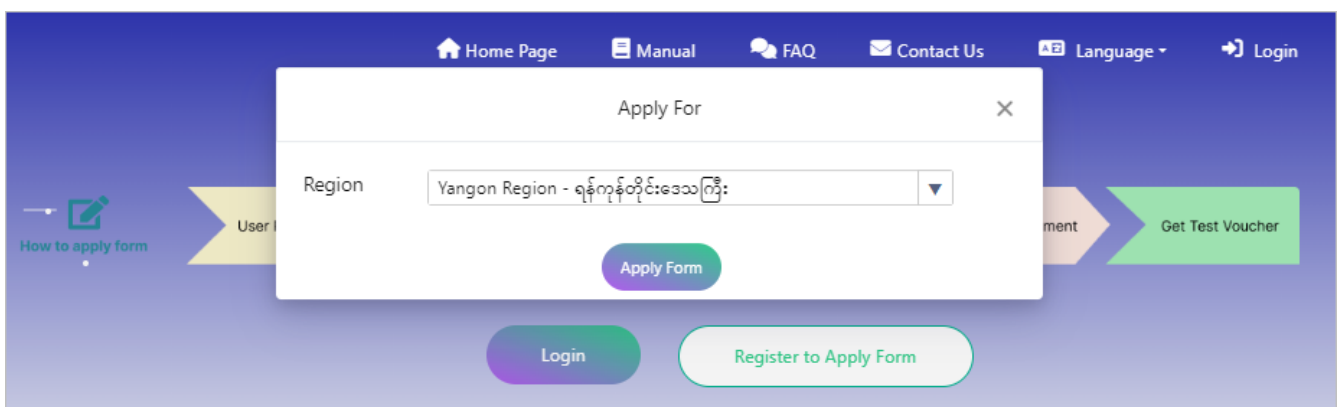 Home Page Manual FAQ Contact Us Language Login
Apply For
Region Yangon Region - ရန်ကုန်တိုင်းဒေသကြီး
How to apply form User ment Get Test Voucher
Apply Form
Login Register to Apply Form